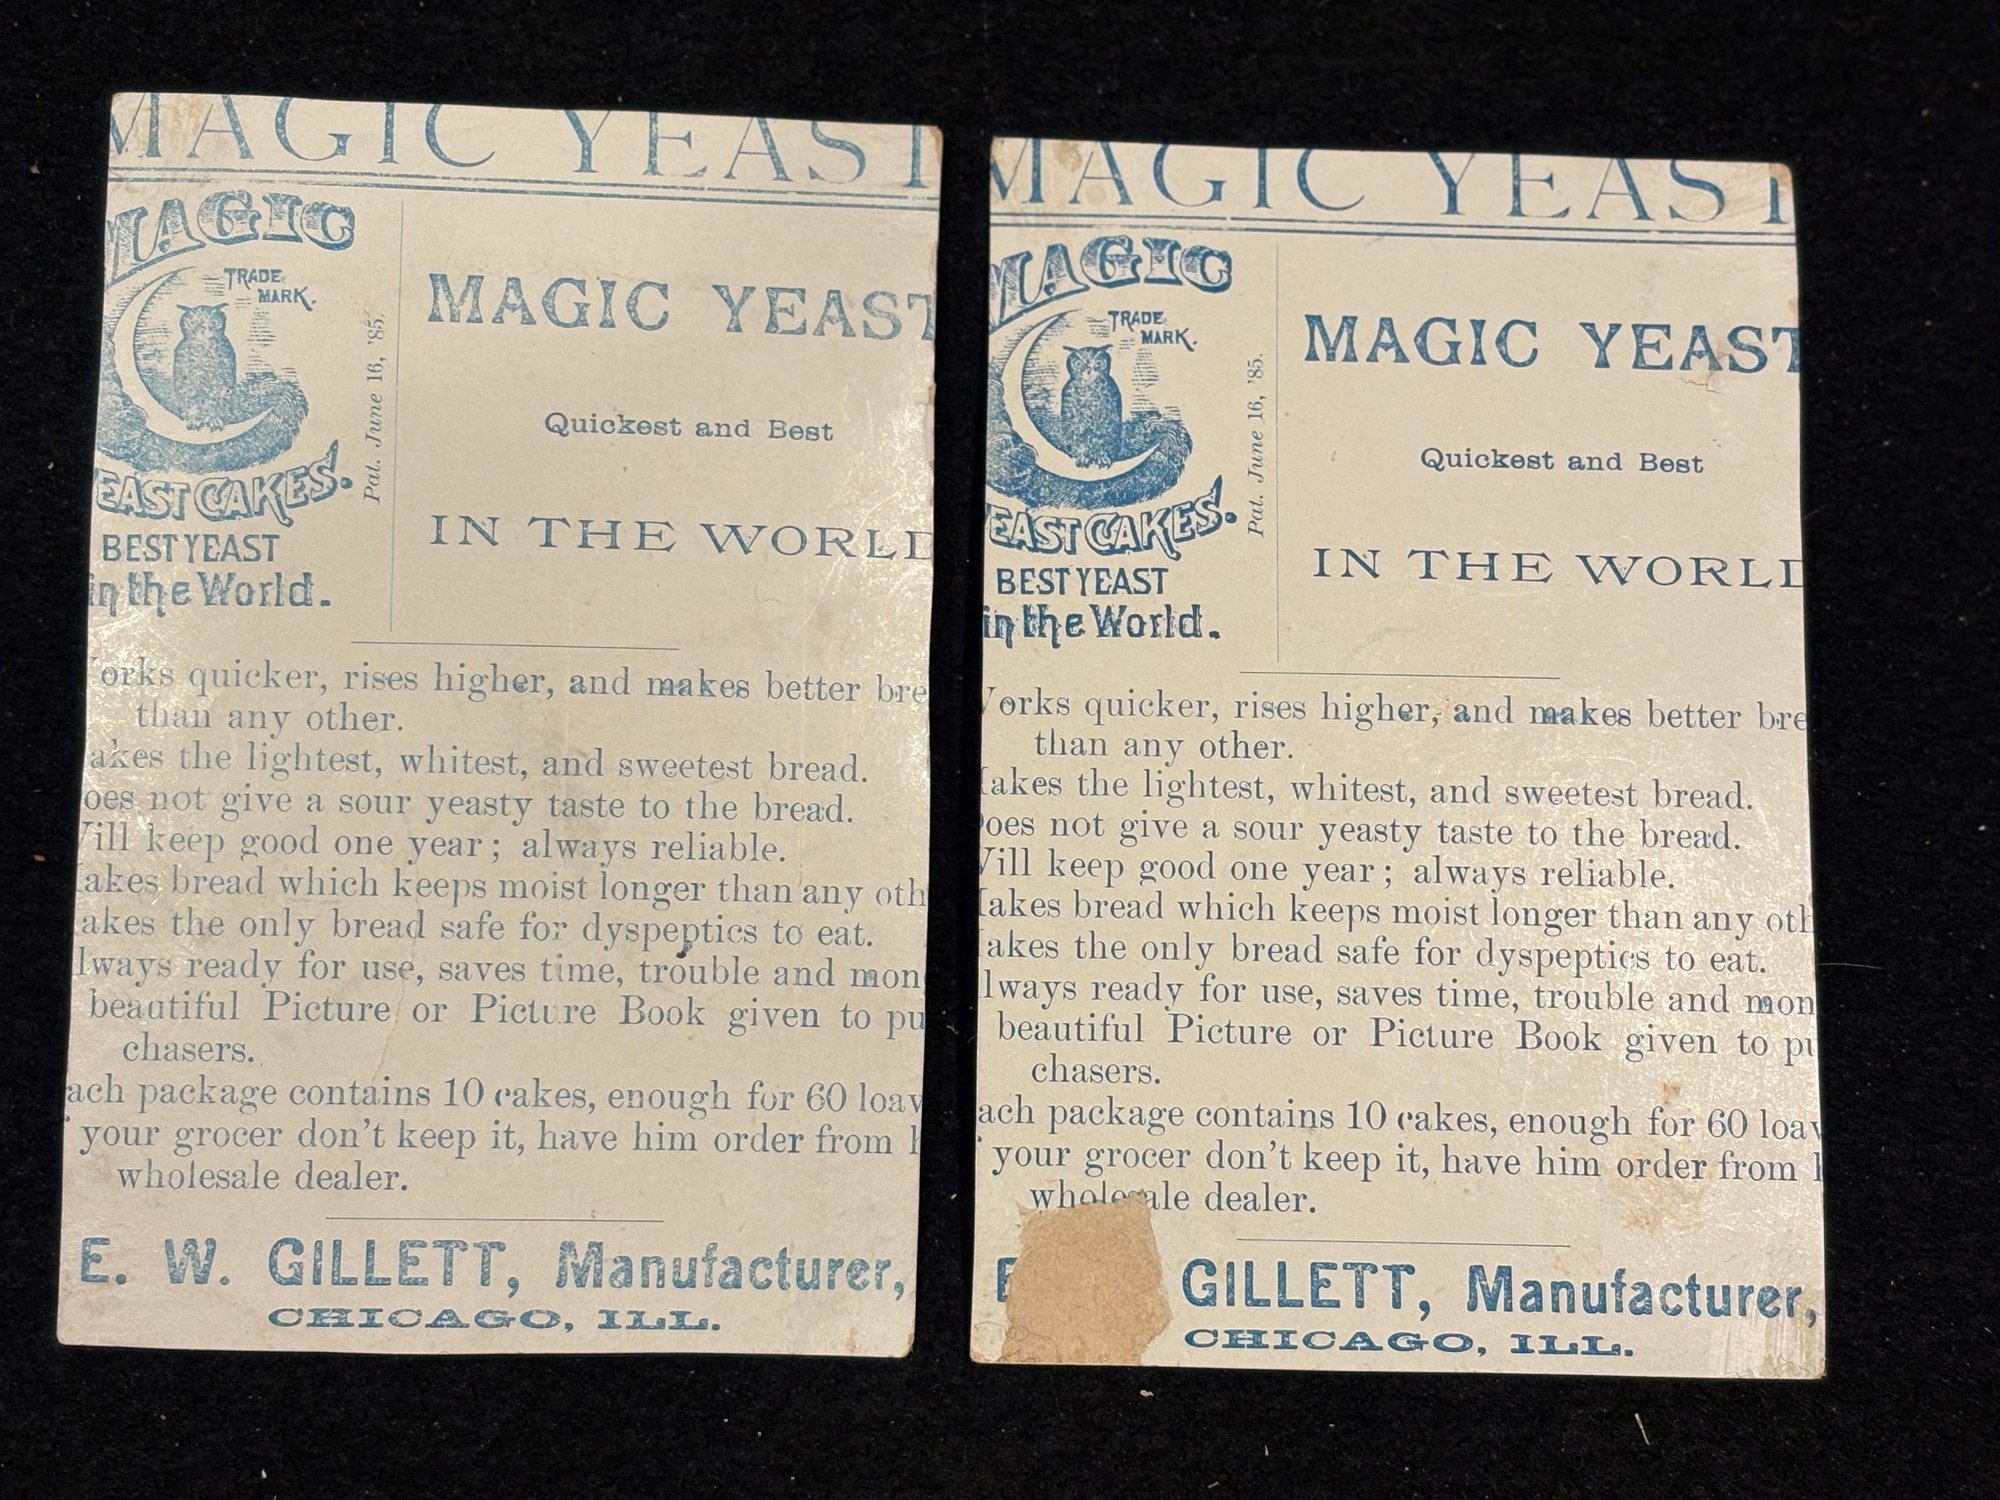 MAGIC YEAST
MAGIC
TRADE
MARK.
EAST CAKES.
BEST YEAST
in the World.
Pat. June 16, '85.
MAGIC YEAST
Quickest and Best
IN THE WORLD
orks quicker, rises higher, and makes better bre
than any other.
akes the lightest, whitest, and sweetest bread.
oes not give a sour yeasty taste to the bread.
ill keep good one year; always reliable.
akes bread which keeps moist longer than any oth
akes the only bread safe for dyspeptics to eat.
lways ready for use, saves time, trouble and mon
beautiful Picture or Picture Book given to pu
chasers.
ach package contains 10 cakes, enough for 60 loav
your grocer don't keep it, have him order from h
wholesale dealer.
E. W. GILLETT, Manufacturer,
CHICAGO, ILL.
MAGIC YEAST
MAGIC
TRADE
MARK.
EAST CAKES.
BEST YEAST
in the World.
Pat. June 16, '85.
MAGIC YEAST
Quickest and Best
IN THE WORLD
orks quicker, rises higher, and makes better bre
than any other.
akes the lightest, whitest, and sweetest bread.
oes not give a sour yeasty taste to the bread.
ill keep good one year; always reliable.
akes bread which keeps moist longer than any oth
akes the only bread safe for dyspeptics to eat.
lways ready for use, saves time, trouble and mon
beautiful Picture or Picture Book given to pu
chasers.
ach package contains 10 cakes, enough for 60 loav
your grocer don't keep it, have him order from h
wholesale dealer.
E GILLETT, Manufacturer,
CHICAGO, ILL.